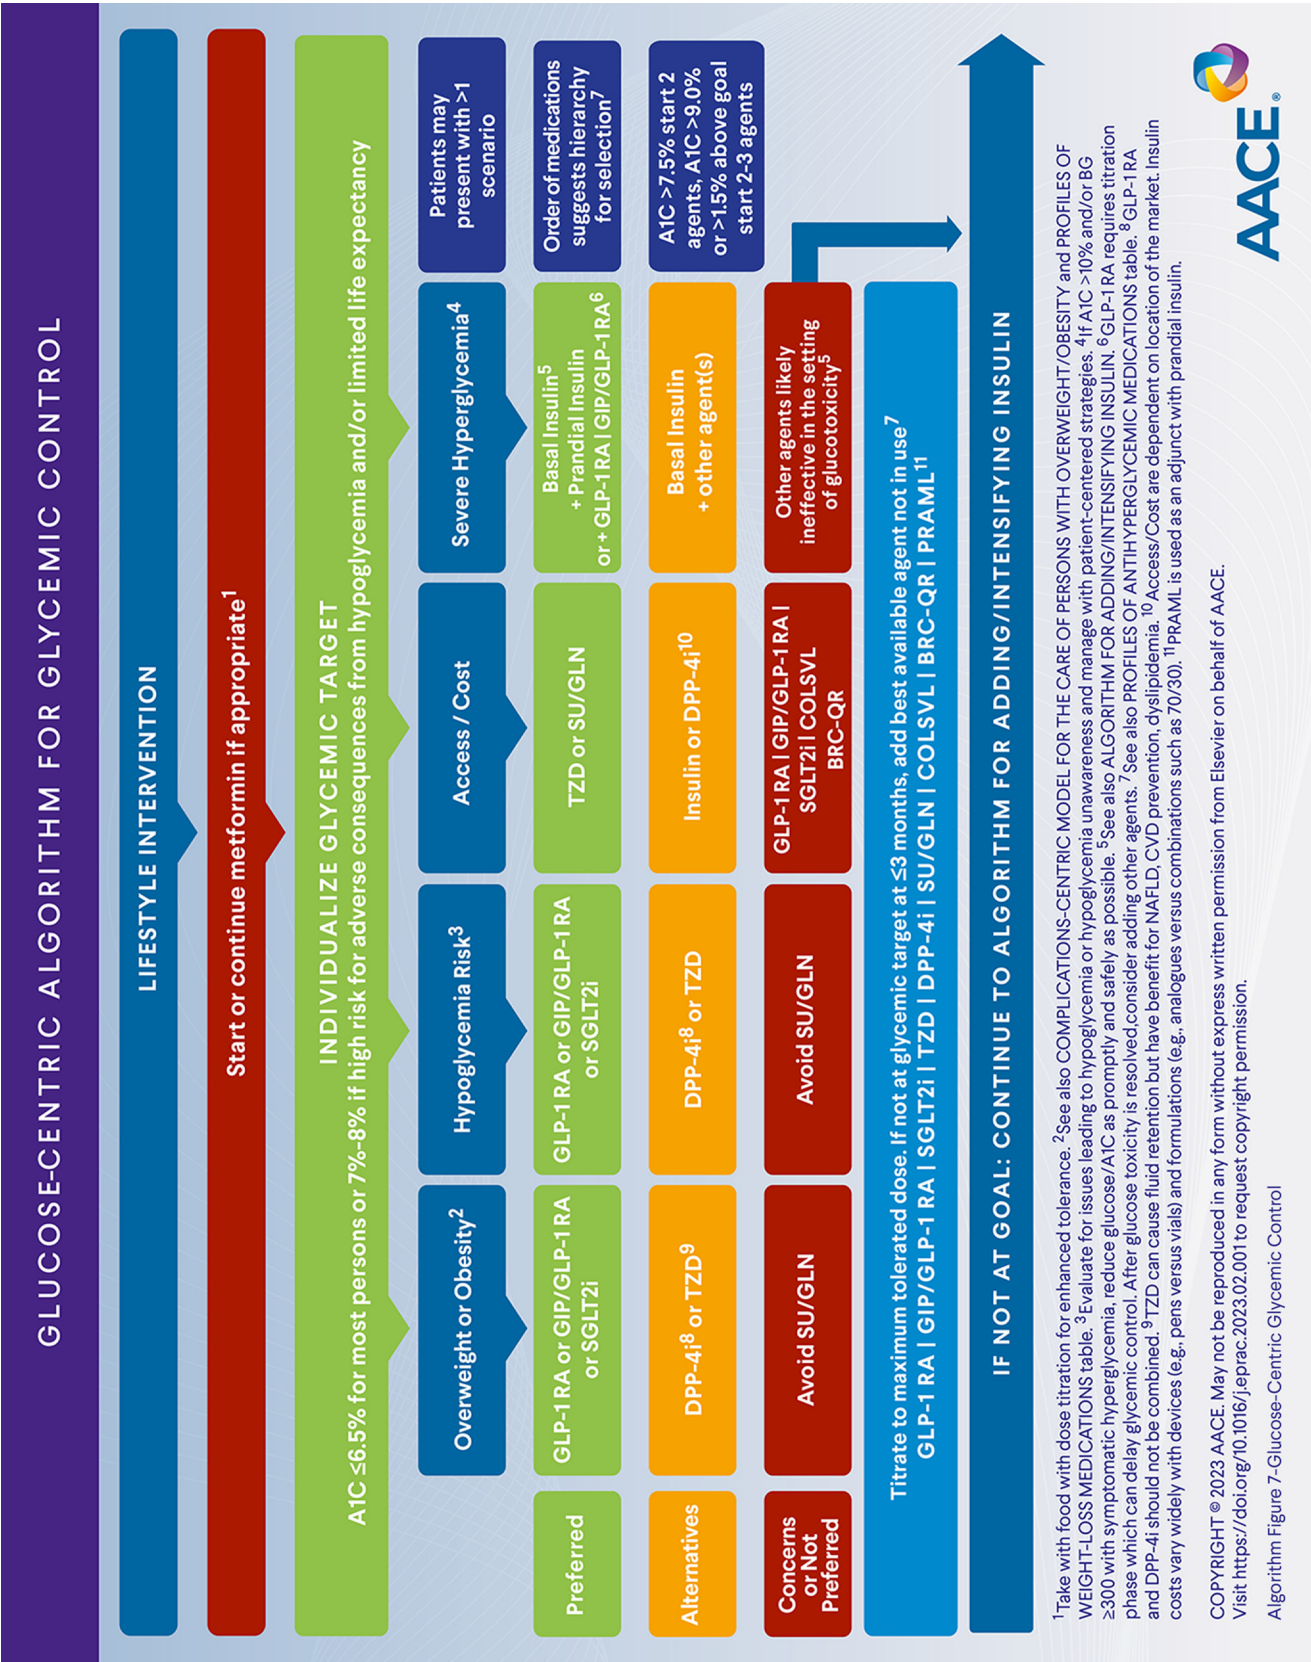 GLUCOSE-CENTRIC ALGORITHM FOR GLYCEMIC CONTROL
LIFESTYLE INTERVENTION
Start or continue metformin if appropriate¹
INDIVIDUALIZE GLYCEMIC TARGET
A1C ≤6.5% for most persons or 7%-8% if high risk for adverse consequences from hypoglycemia and/or limited life expectancy
Overweight or Obesity²
Hypoglycemia Risk³
Access / Cost
Severe Hyperglycemia⁴
Patients may
present with >1
scenario
Preferred
GLP-1 RA or GIP/GLP-1 RA
or SGLT2i
GLP-1 RA or GIP/GLP-1 RA
or SGLT2i
TZD or SU/GLN
Basal Insulin⁵
+ Prandial Insulin
or + GLP-1 RA | GIP/GLP-1 RA⁶
Order of medications
suggests hierarchy
for selection⁷
Alternatives
DPP-4i⁸ or TZD⁹
DPP-4i⁸ or TZD
Insulin or DPP-4i¹⁰
Basal Insulin
+ other agent(s)
A1C >7.5% start 2
agents, A1C >9.0%
or >1.5% above goal
start 2-3 agents
Concerns
or Not
Preferred
Avoid SU/GLN
Avoid SU/GLN
GLP-1 RA | GIP/GLP-1 RA |
SGLT2i | COLSVL
BRC-QR
Other agents likely
ineffective in the setting
of glucotoxicity⁵
Titrate to maximum tolerated dose. If not at glycemic target at ≤3 months, add best available agent not in use⁷
GLP-1 RA | GIP/GLP-1 RA | SGLT2i | TZD | DPP-4i | SU/GLN | COLSVL | BRC-QR | PRAML¹¹
IF NOT AT GOAL: CONTINUE TO ALGORITHM FOR ADDING/INTENSIFYING INSULIN
¹Take with food with dose titration for enhanced tolerance. ²See also COMPLICATIONS-CENTRIC MODEL FOR THE CARE OF PERSONS WITH OVERWEIGHT/OBESITY and PROFILES OF
WEIGHT-LOSS MEDICATIONS table. ³Evaluate for issues leading to hypoglycemia or hypoglycemia unawareness and manage with patient-centered strategies. ⁴If A1C >10% and/or BG
≥300 with symptomatic hyperglycemia, reduce glucose/A1C as promptly and safely as possible. ⁵See also ALGORITHM FOR ADDING/INTENSIFYING INSULIN. ⁶GLP-1 RA requires titration
phase which can delay glycemic control. After glucose toxicity is resolved,consider adding other agents. ⁷See also PROFILES OF ANTIHYPERGLYCEMIC MEDICATIONS table. ⁸GLP-1 RA
and DPP-4i should not be combined. ⁹TZD can cause fluid retention but have benefit for NAFLD, CVD prevention, dyslipidemia. ¹⁰Access/Cost are dependent on location of the market. Insulin
costs vary widely with devices (e.g., pens versus vials) and formulations (e.g., analogues versus combinations such as 70/30). ¹¹PRAML is used as an adjunct with prandial insulin.
COPYRIGHT © 2023 AACE. May not be reproduced in any form without express written permission from Elsevier on behalf of AACE.
Visit https://doi.org/10.1016/j.eprac.2023.02.001 to request copyright permission.
Algorithm Figure 7–Glucose-Centric Glycemic Control
AACE®